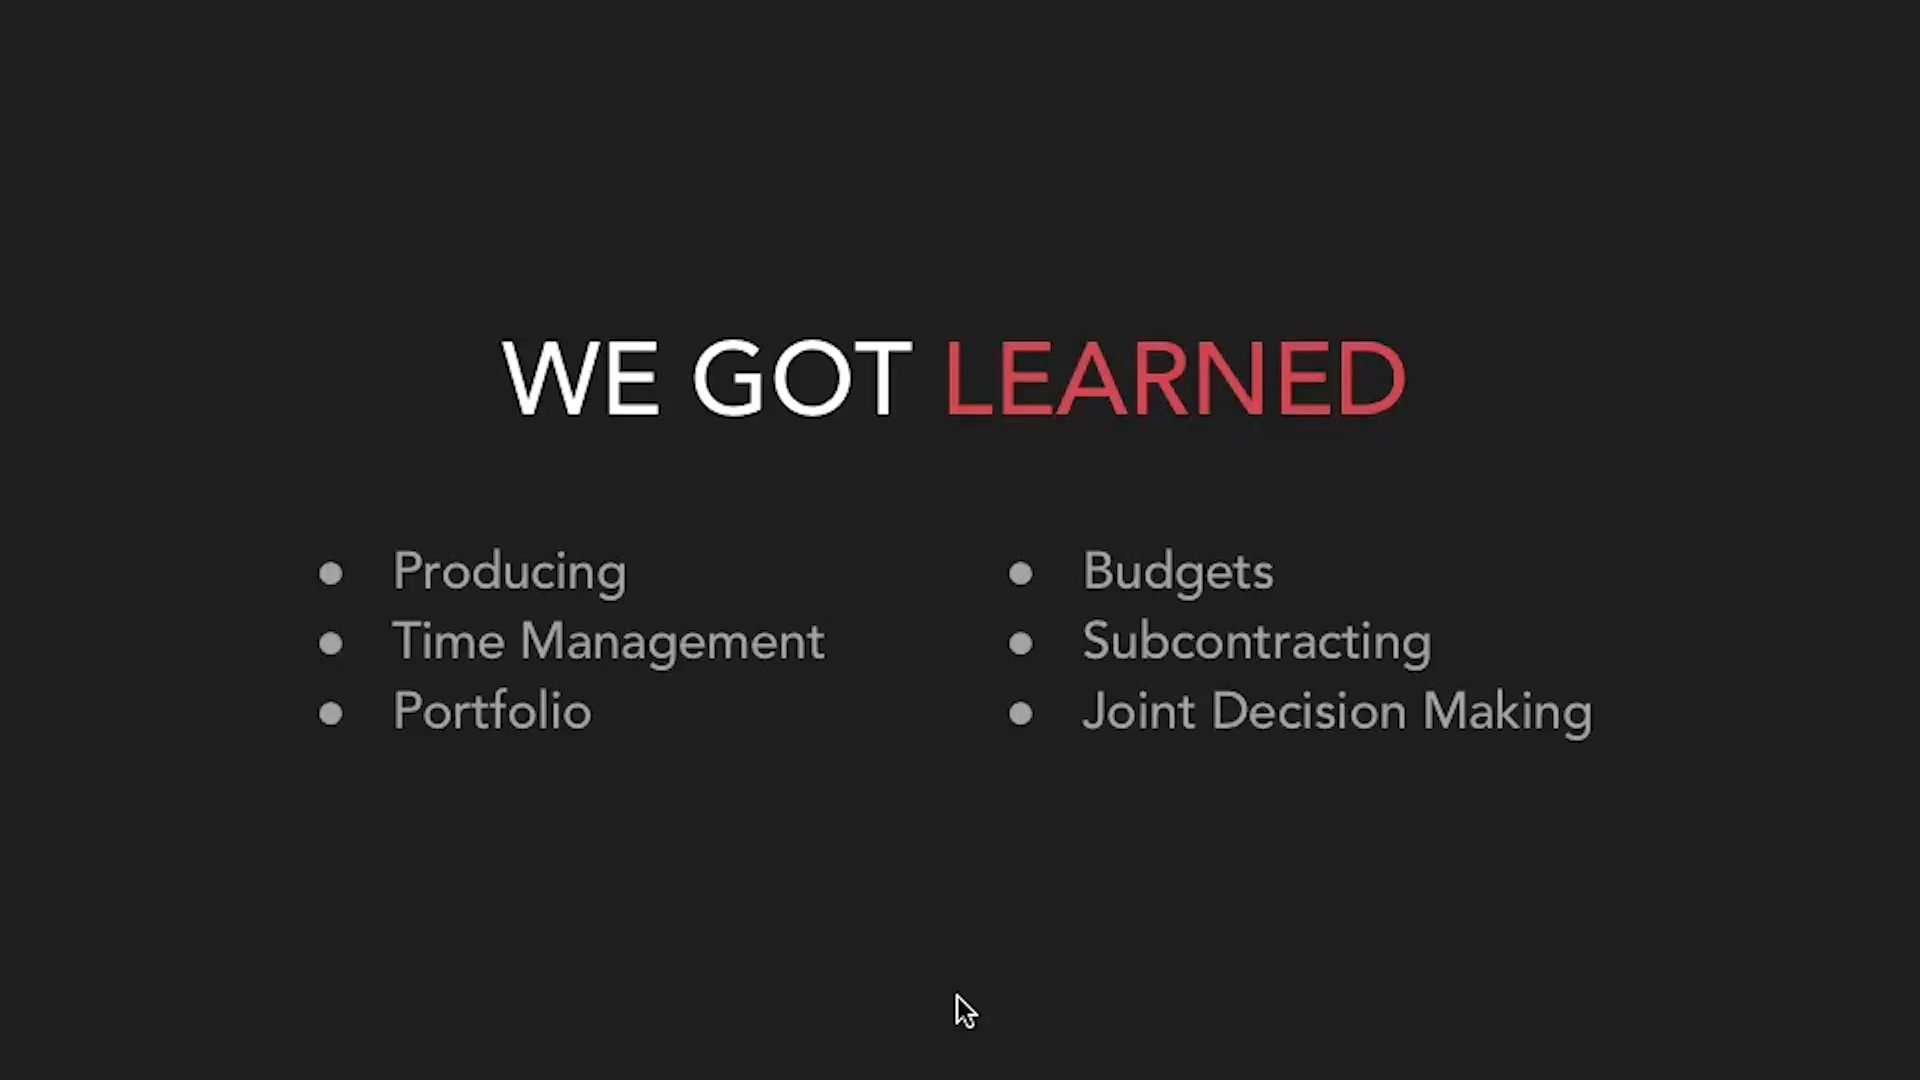 WE GOT LEARNED
● Producing
● Time Management
● Portfolio
● Budgets
● Subcontracting
● Joint Decision Making